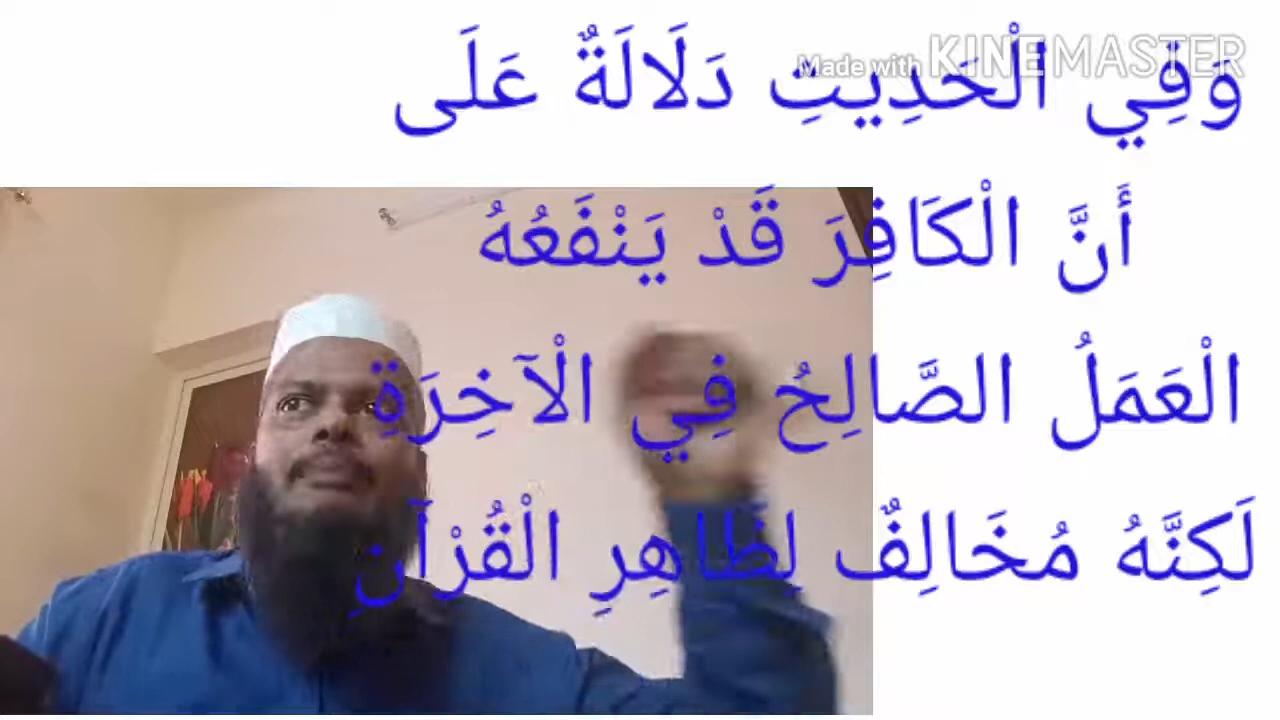 Made with KINEMASTER
وَفِي الْحَدِيثِ دَلَالَةٌ عَلَى
أَنَّ الْكَافِرَ قَدْ يَنْفَعُهُ
الْعَمَلُ الصَّالِحُ فِي الْآخِرَةِ
لَكِنَّهُ مُخَالِفٌ لِظَاهِرِ الْقُرْآنِ